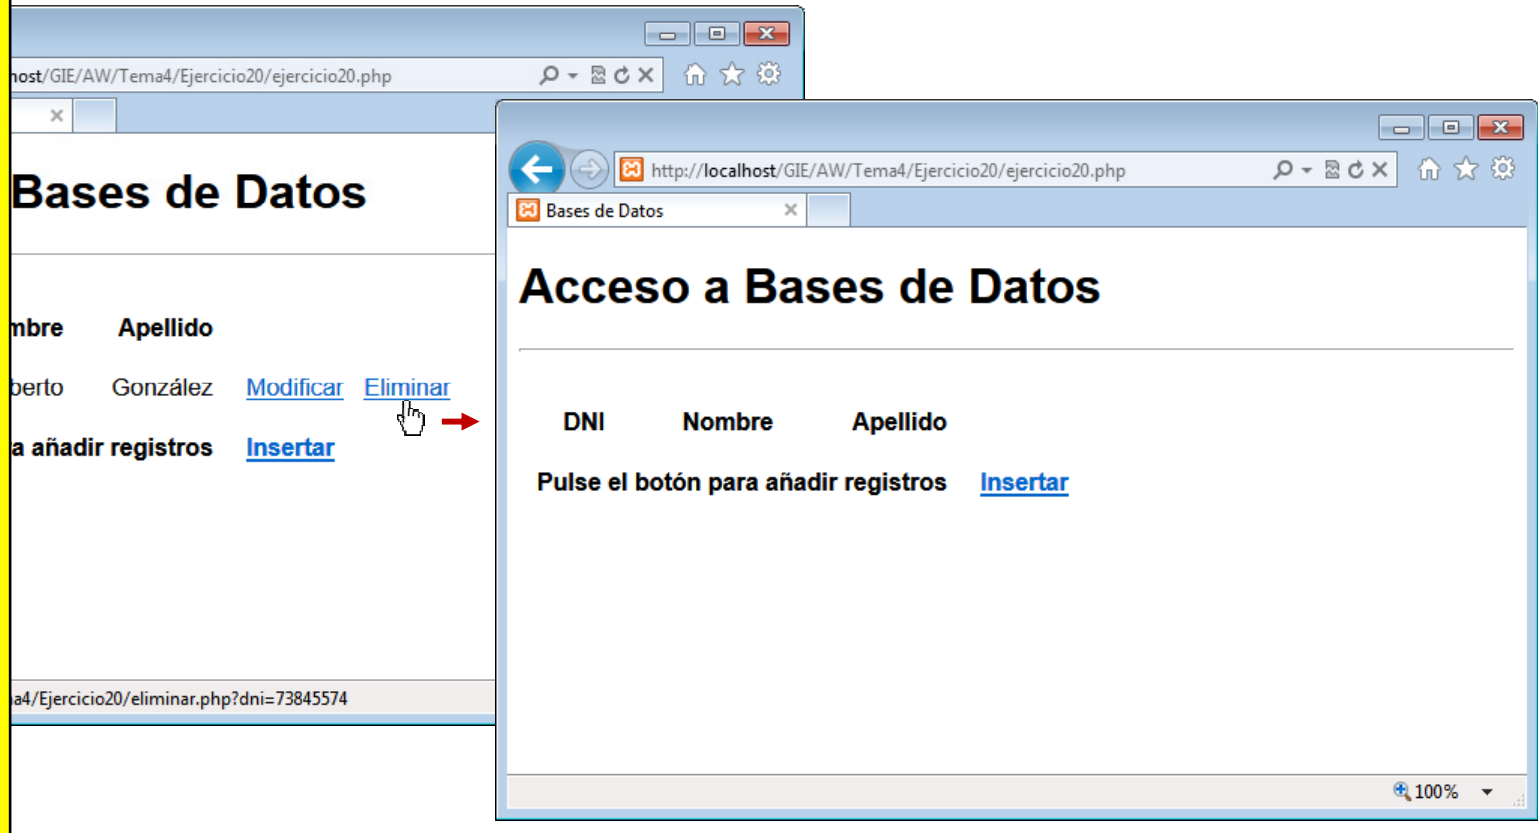 host/GIE/AW/Tema4/Ejercicio20/ejercicio20.php
Bases de Datos
mbre Apellido
berto González Modificar Eliminar
a añadir registros Insertar
a4/Ejercicio20/eliminar.php?dni=73845574
http://localhost/GIE/AW/Tema4/Ejercicio20/ejercicio20.php
Bases de Datos
Acceso a Bases de Datos
DNI Nombre Apellido
Pulse el botón para añadir registros Insertar
100%